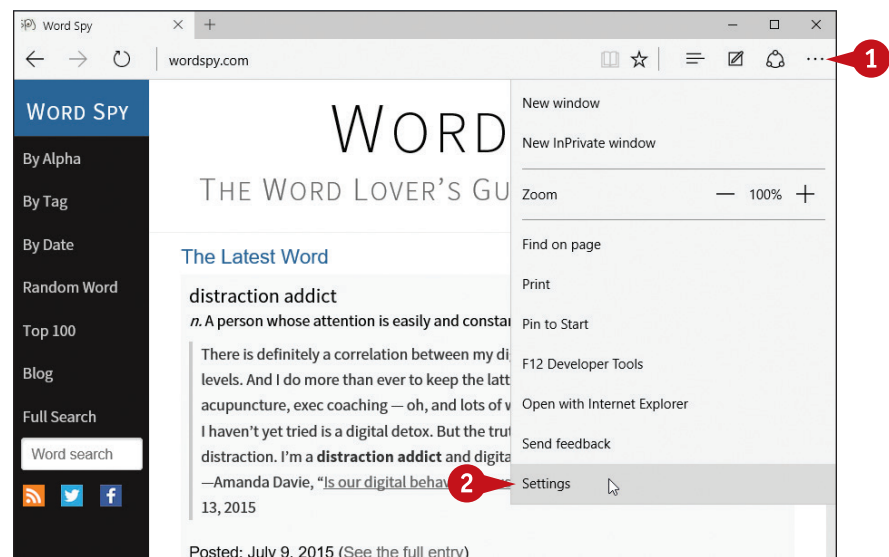 Word Spy
wordspy.com
1
WORD SPY
By Alpha
By Tag
By Date
Random Word
Top 100
Blog
Full Search
Word search
WORD
THE WORD LOVER'S GU
The Latest Word
distraction addict
n. A person whose attention is easily and constan
There is definitely a correlation between my di
levels. And I do more than ever to keep the latt
acupuncture, exec coaching — oh, and lots of
I haven't yet tried is a digital detox. But the trut
distraction. I'm a distraction addict and digita
—Amanda Davie, “Is our digital behav
13, 2015
Posted: July 9, 2015 (See the full entry)
New window
New InPrivate window
Zoom — 100% +
Find on page
Print
Pin to Start
F12 Developer Tools
Open with Internet Explorer
Send feedback
2 Settings